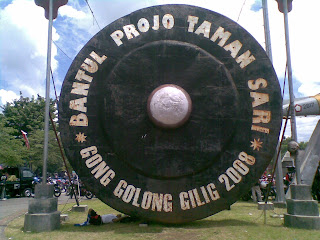 BANTUL PROJO TAMAN SARI
GONG GOLONG GILIG 2008